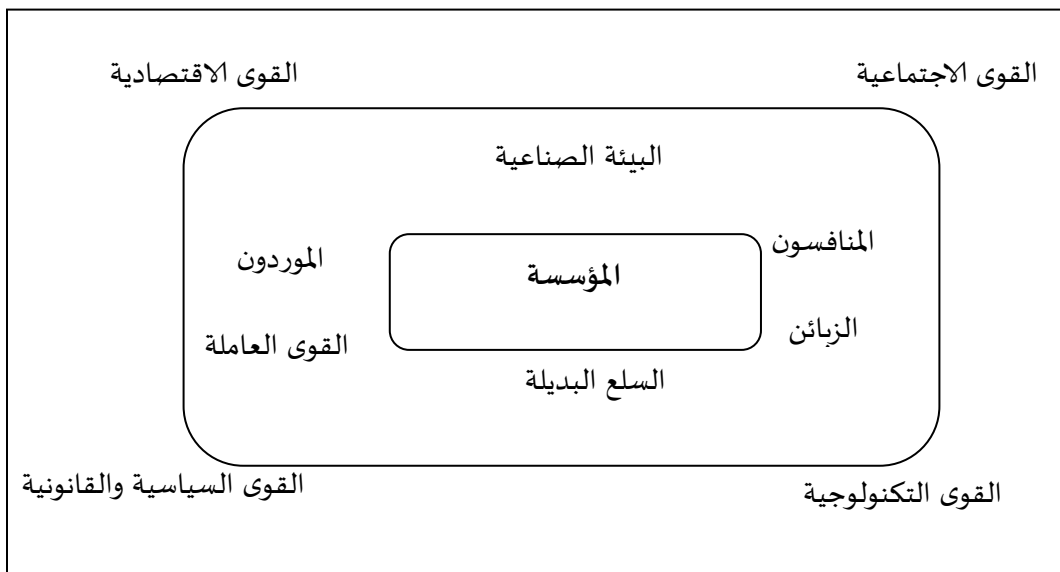 القوى الاجتماعية
القوى الاقتصادية
البيئة الصناعية
المنافسون
المؤسسة
الموردون
الزبائن
القوى العاملة
السلع البديلة
القوى التكنولوجية
القوى السياسية والقانونية